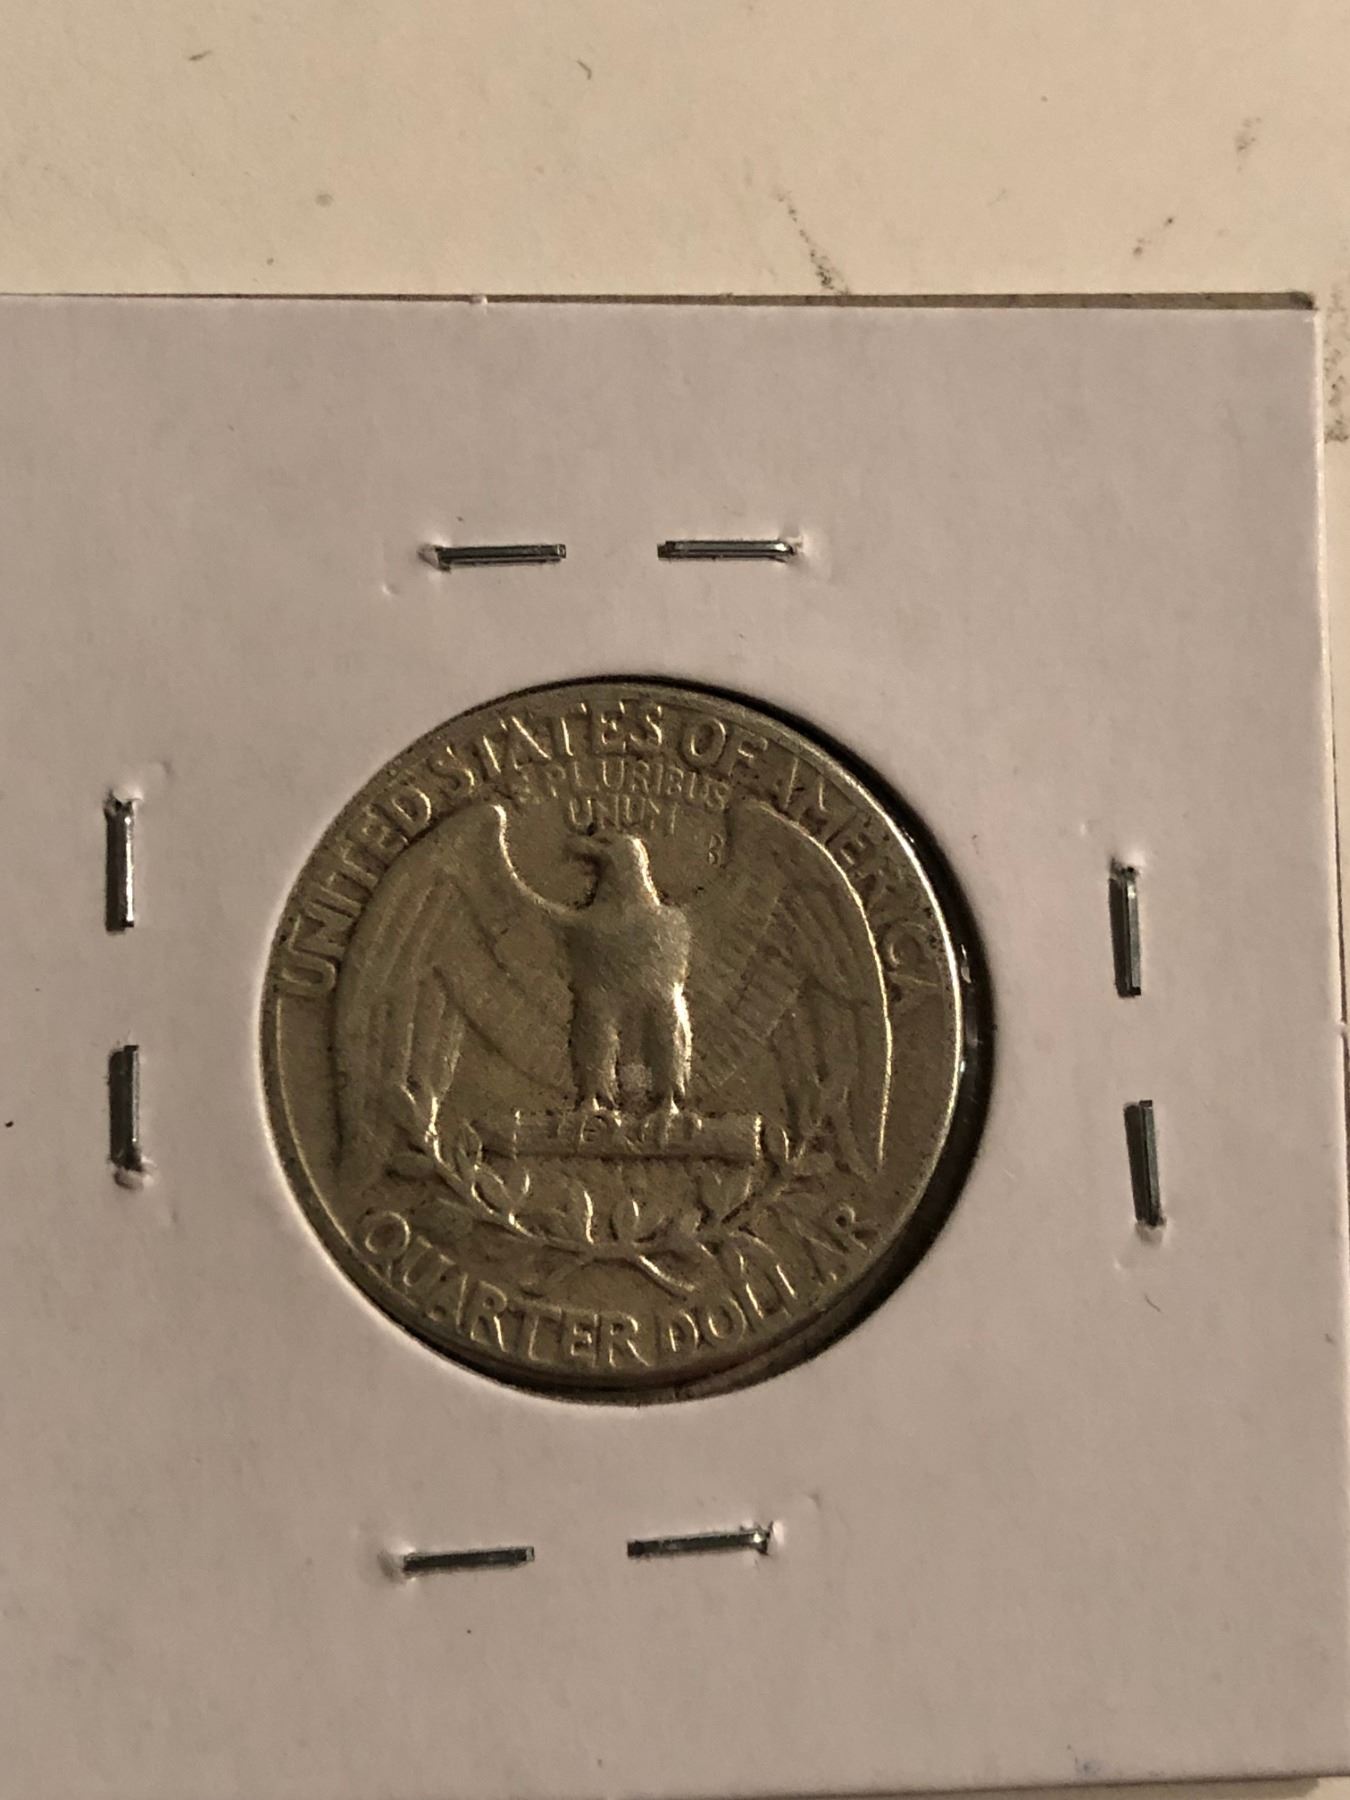 UNITED STATES OF AMERICA
E PLURIBUS
UNUM
QUARTER DOLLAR